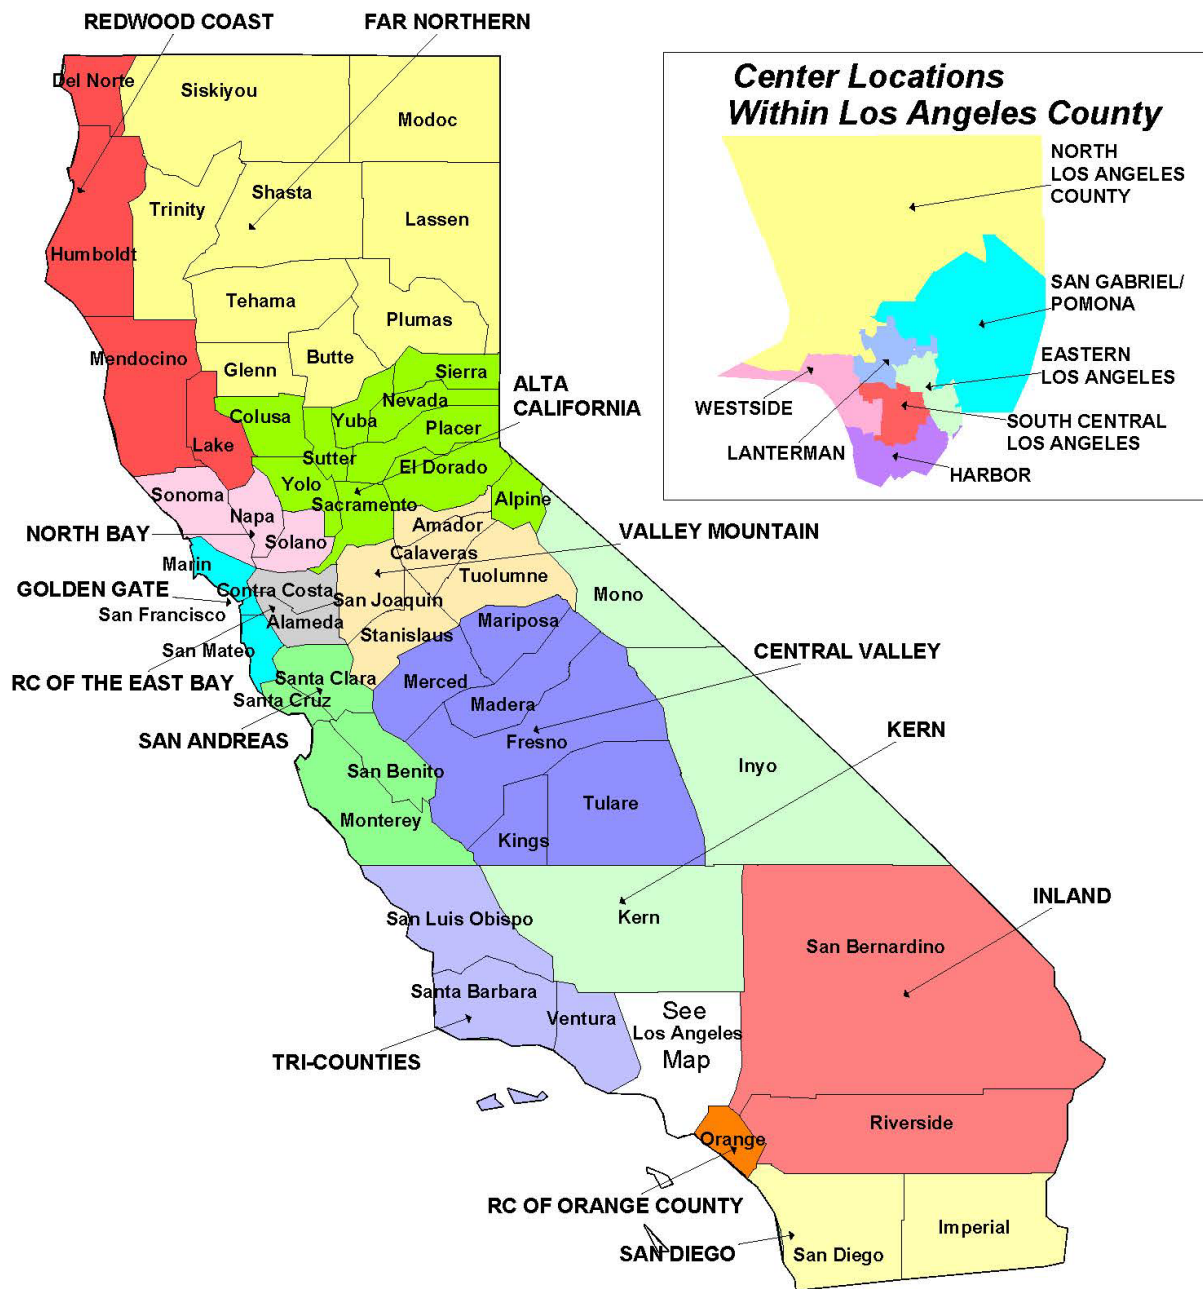 REDWOOD COAST
FAR NORTHERN
Del Norte
Siskiyou
Modoc
Shasta
Trinity
Lassen
Humboldt
Tehama
Plumas
Mendocino
Butte
Glenn
Sierra
Nevada
ALTA
CALIFORNIA
Colusa
Yuba
Placer
Lake
Sutter
El Dorado
Yolo
Sacramento
Alpine
Sonoma
Napa
Amador
NORTH BAY
Solano
Calaveras
VALLEY MOUNTAIN
Marin
Tuolumne
GOLDEN GATE
Contra Costa
San Joaquin
Mono
San Francisco
Alameda
Stanislaus
Mariposa
San Mateo
CENTRAL VALLEY
RC OF THE EAST BAY
Santa Clara
Merced
Santa Cruz
Madera
SAN ANDREAS
Fresno
KERN
San Benito
Inyo
Monterey
Tulare
Kings
San Luis Obispo
Kern
INLAND
San Bernardino
Santa Barbara
Ventura
See
Los Angeles
Map
TRI-COUNTIES
Riverside
Orange
RC OF ORANGE COUNTY
SAN DIEGO
San Diego
Imperial
Center Locations
Within Los Angeles County
NORTH
LOS ANGELES
COUNTY
SAN GABRIEL/
POMONA
EASTERN
LOS ANGELES
WESTSIDE
SOUTH CENTRAL
LOS ANGELES
LANTERMAN
HARBOR